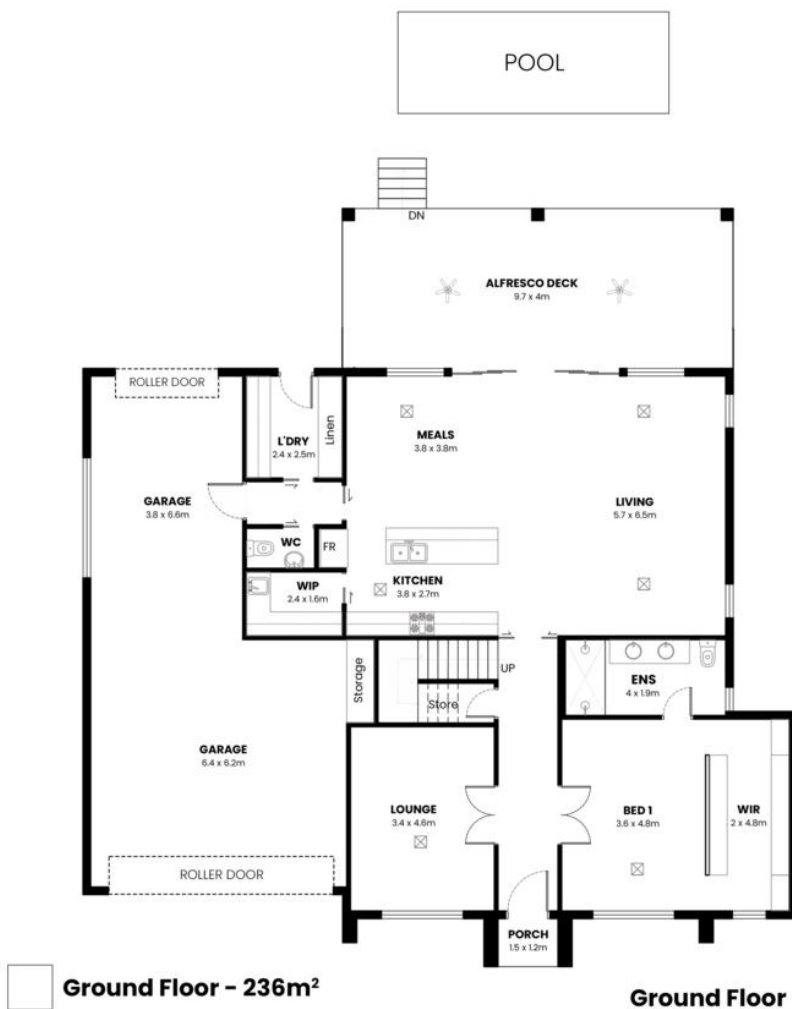 POOL
DN
ALFRESCO DECK
9.7 x 4m
ROLLER DOOR
L'DRY
2.4 x 2.5m
Linen
MEALS
3.8 x 3.8m
GARAGE
3.8 x 6.6m
LIVING
5.7 x 6.5m
WC
FR
WIP
2.4 x 1.6m
KITCHEN
3.8 x 2.7m
UP
Storage
Store
ENS
4 x 1.9m
GARAGE
6.4 x 6.2m
LOUNGE
3.4 x 4.6m
BED 1
3.6 x 4.8m
WIR
2 x 4.8m
ROLLER DOOR
PORCH
1.5 x 1.2m
Ground Floor - 236m²
Ground Floor